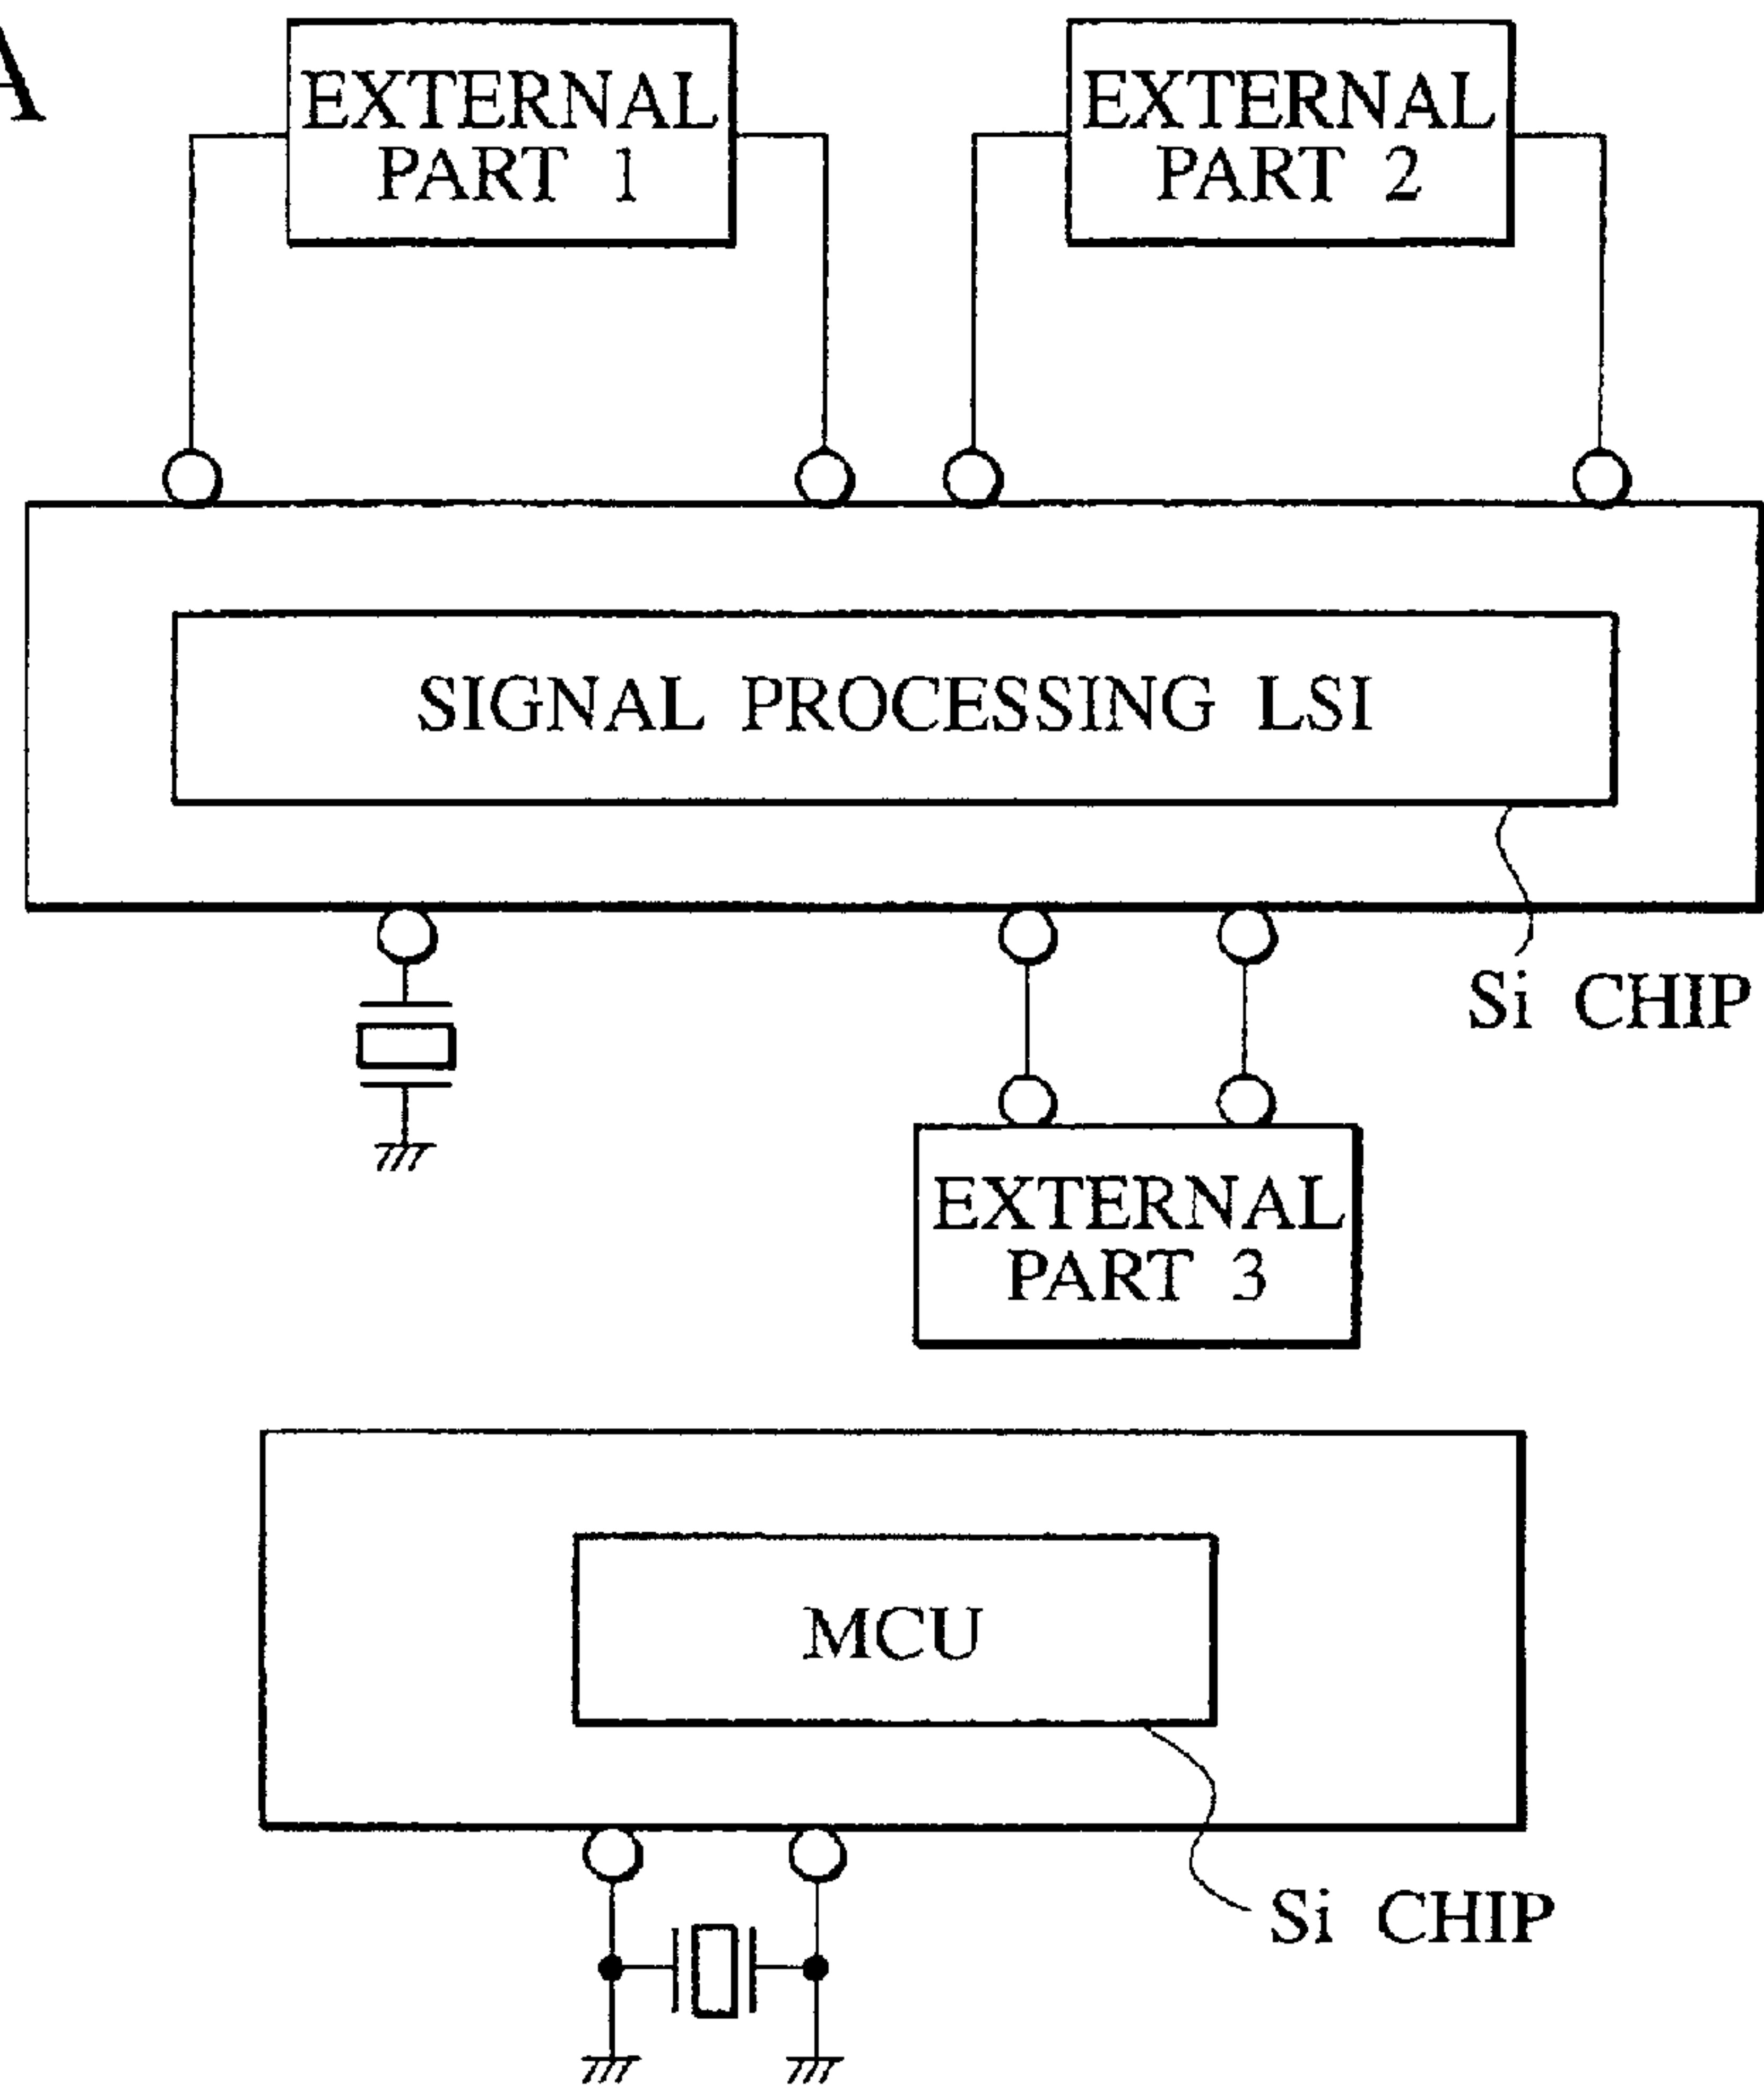 A
EXTERNAL
PART 1
EXTERNAL
PART 2
SIGNAL PROCESSING LSI
Si CHIP
EXTERNAL
PART 3
MCU
Si CHIP